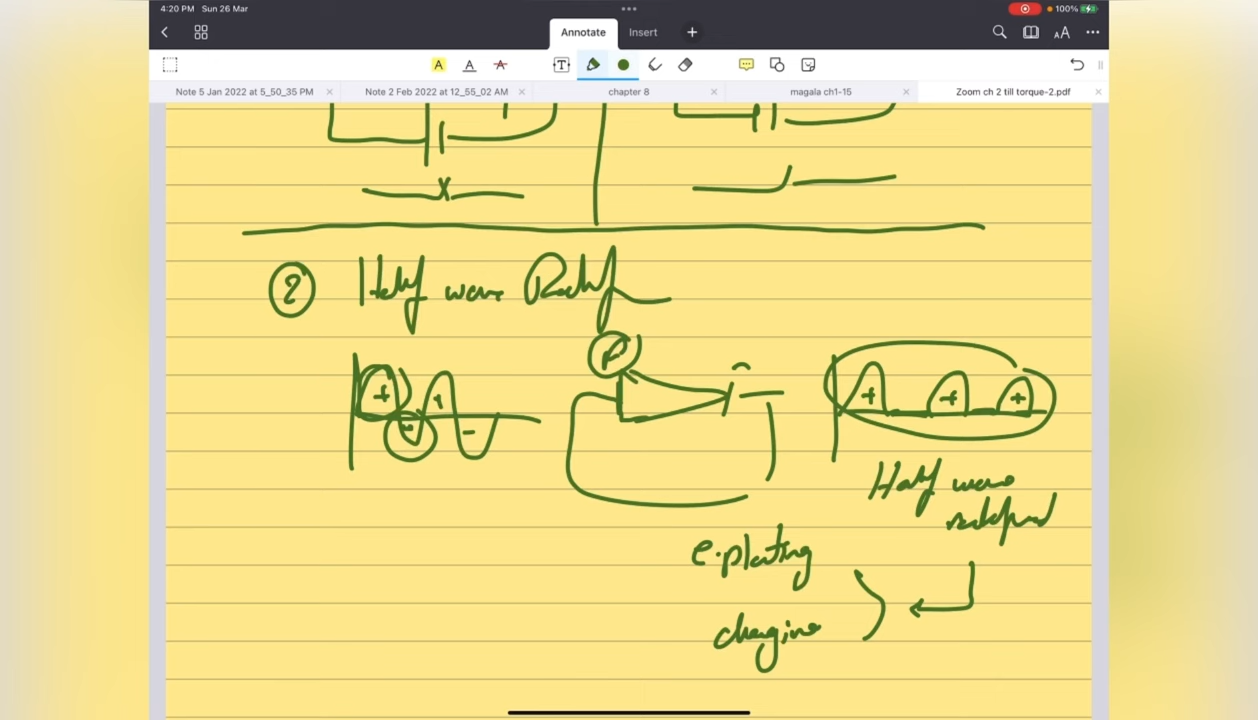 4:20 PM Sun 26 Mar
100%
Annotate Insert
Note 5 Jan 2022 at 5_50_35 PM
Note 2 Feb 2022 at 12_55_02 AM
chapter 8
magala ch1-15
Zoom ch 2 till torque-2.pdf
x
② Half wave
P
+ + + + +
- -
Half wave
e.plating